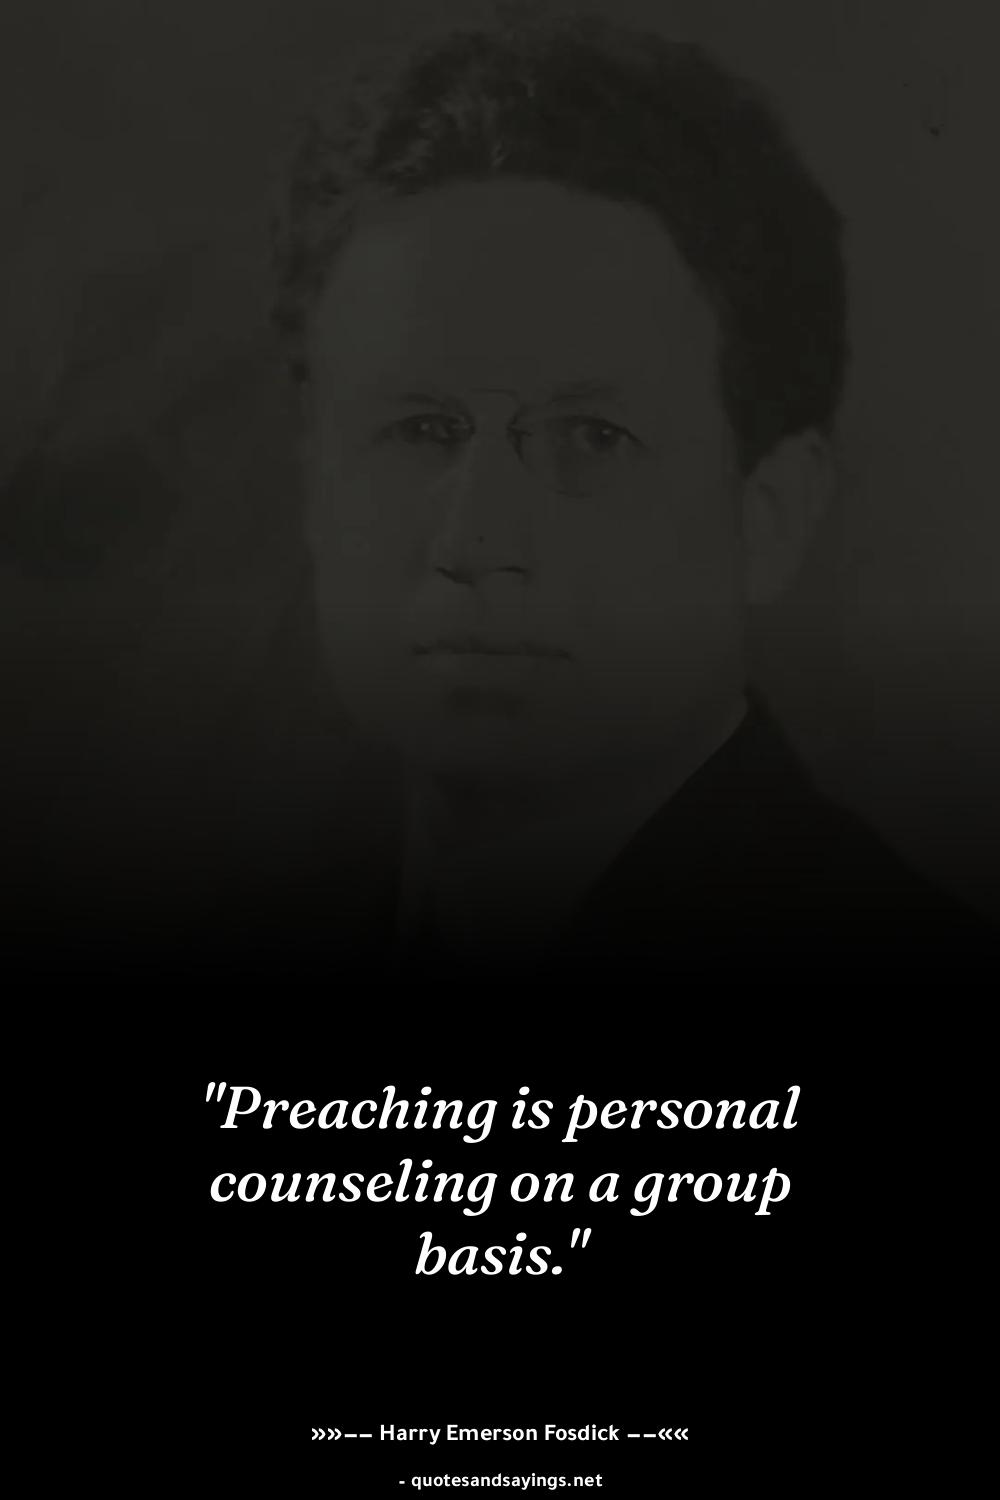 "Preaching is personal
counseling on a group
basis."
»»−− Harry Emerson Fosdick −−««
- quotesandsayings.net